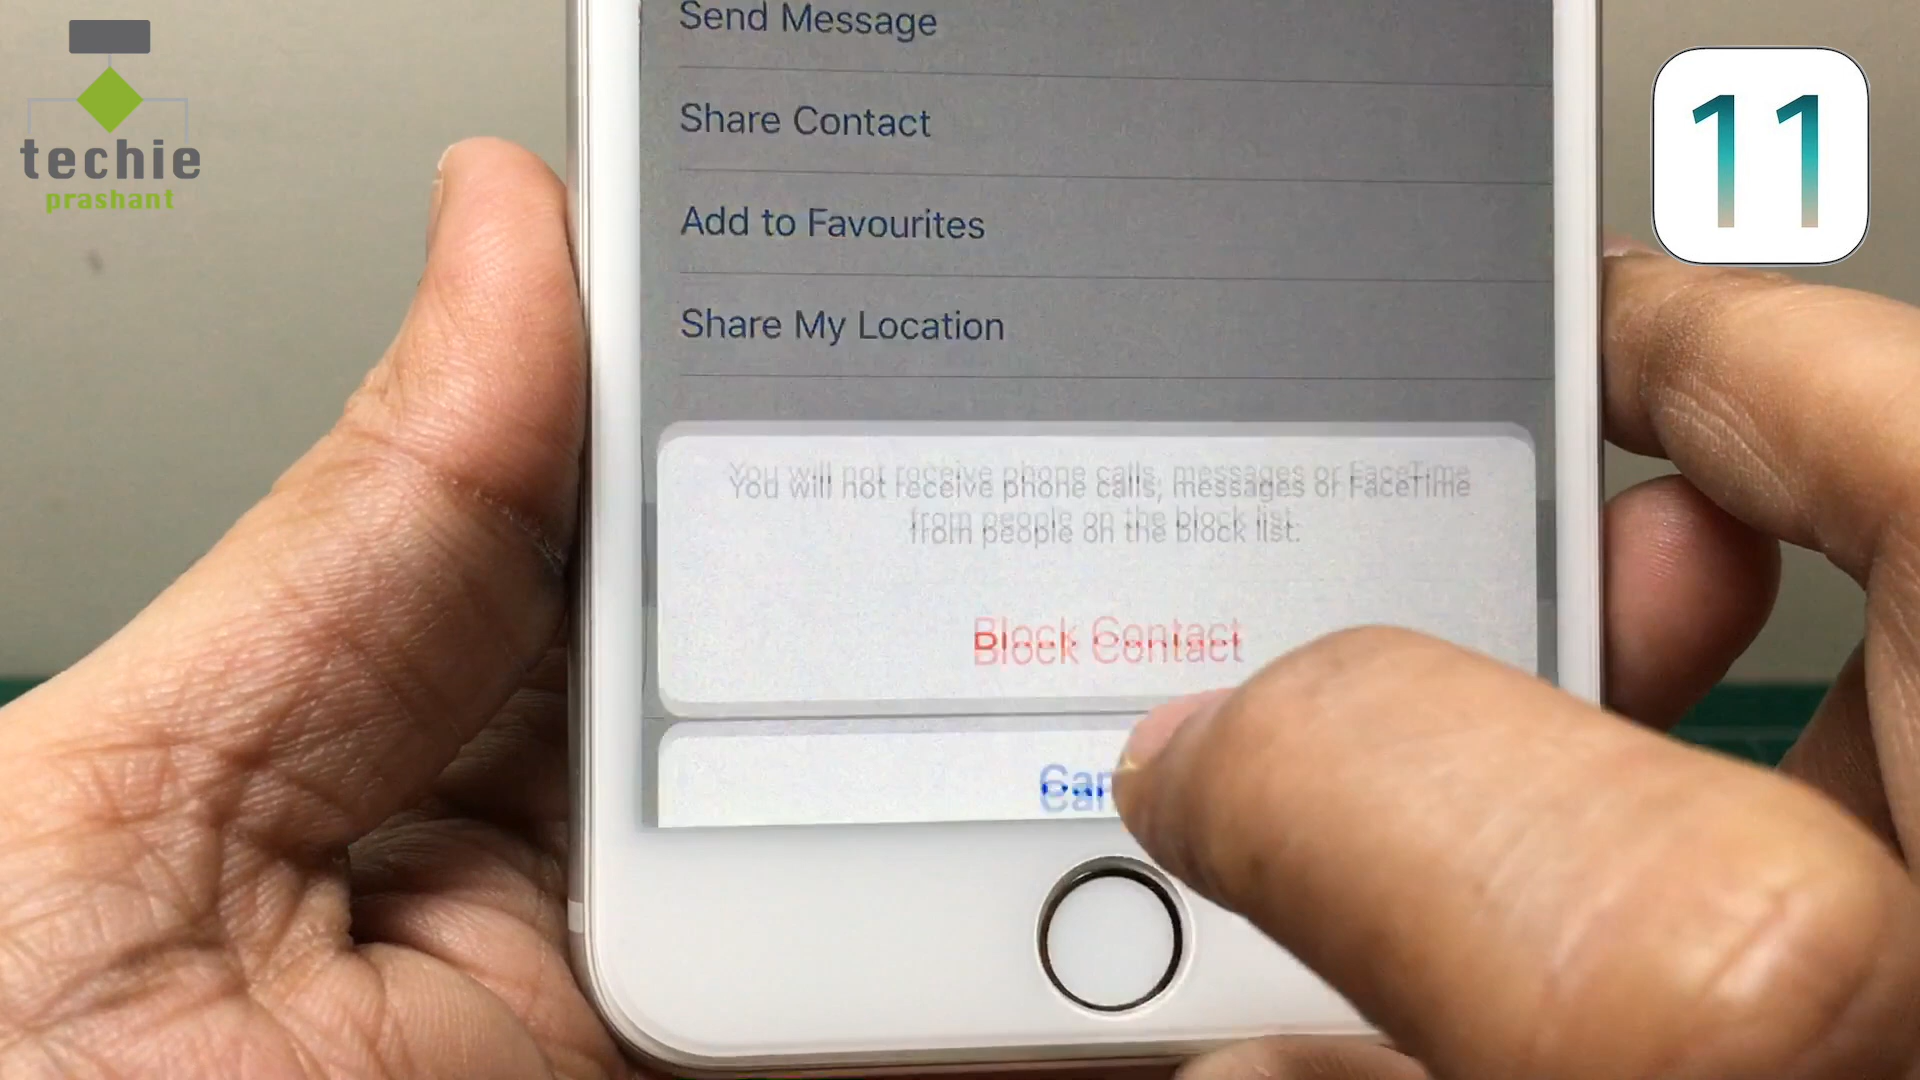 Send Message
Share Contact
Add to Favourites
Share My Location
You will not receive phone calls, messages or FaceTime
from people on the block list.
Block Contact
techie
prashant
11